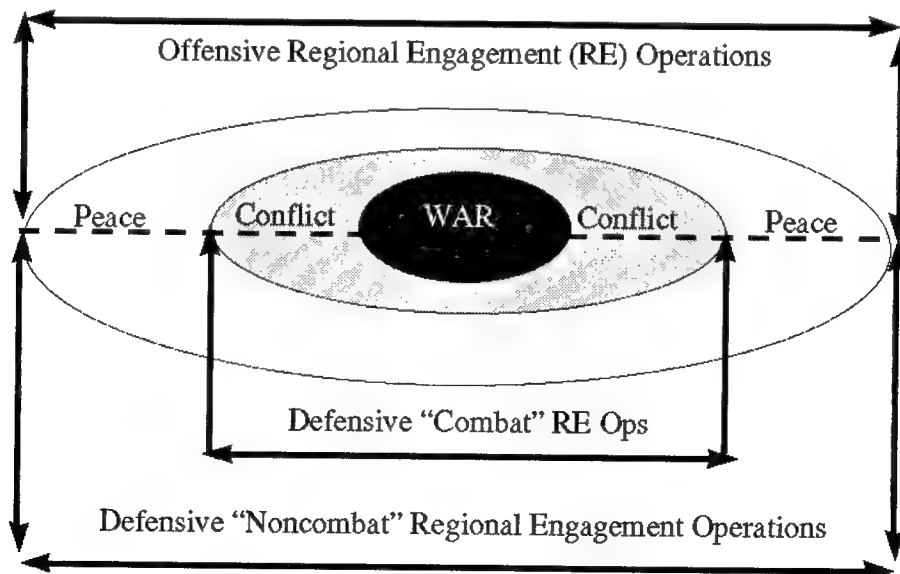 Offensive Regional Engagement (RE) Operations
Peace Conflict WAR Conflict Peace
Defensive “Combat” RE Ops
Defensive “Noncombat” Regional Engagement Operations